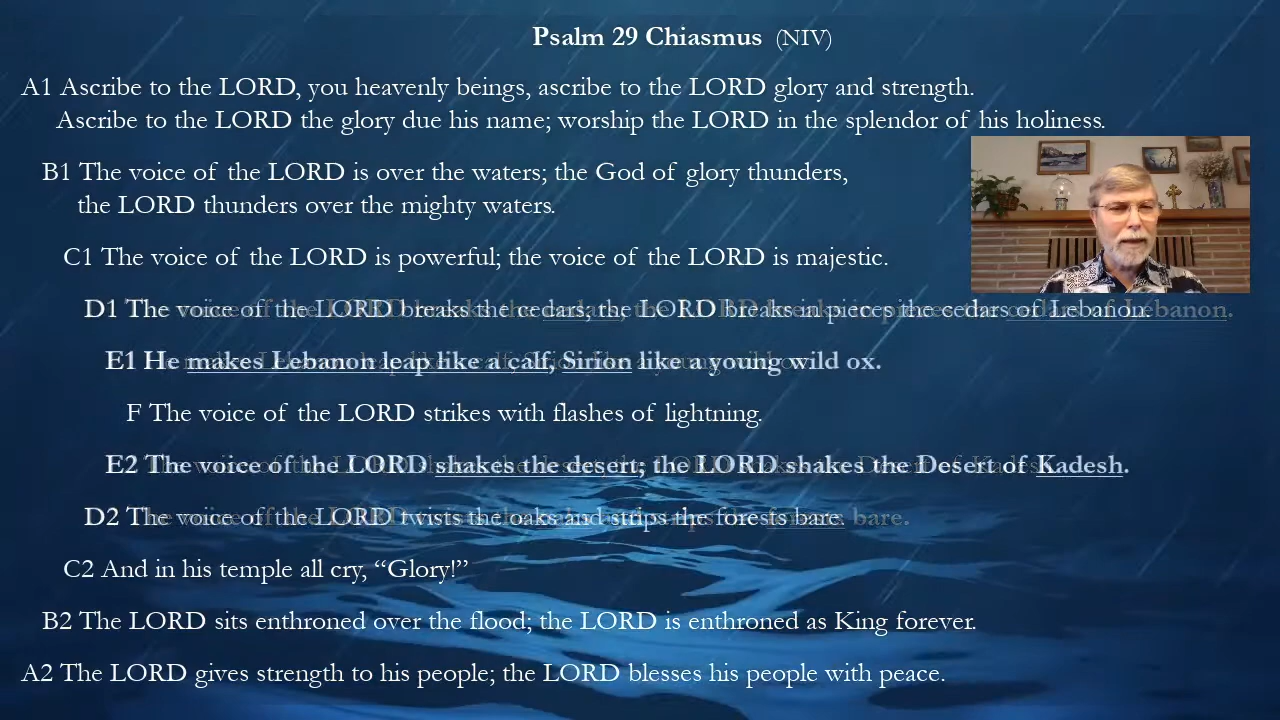 Psalm 29 Chiasmus (NIV)
A1 Ascribe to the LORD, you heavenly beings, ascribe to the LORD glory and strength.
Ascribe to the LORD the glory due his name; worship the LORD in the splendor of his holiness.
B1 The voice of the LORD is over the waters; the God of glory thunders,
the LORD thunders over the mighty waters.
C1 The voice of the LORD is powerful; the voice of the LORD is majestic.
D1 The voice of the LORD breaks the cedars; the LORD breaks in pieces the cedars of Lebanon.
E1 He makes Lebanon leap like a calf, Sirion like a young wild ox.
F The voice of the LORD strikes with flashes of lightning.
E2 The voice of the LORD shakes the desert; the LORD shakes the Desert of Kadesh.
D2 The voice of the LORD twists the oaks and strips the forests bare.
C2 And in his temple all cry, “Glory!”
B2 The LORD sits enthroned over the flood; the LORD is enthroned as King forever.
A2 The LORD gives strength to his people; the LORD blesses his people with peace.